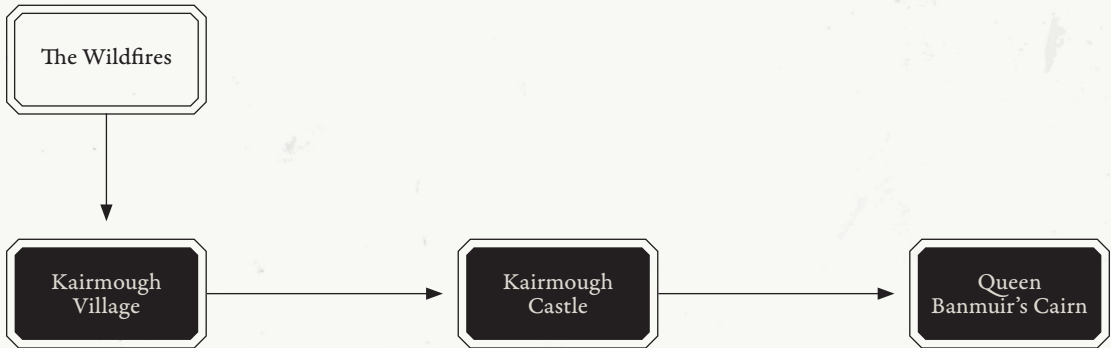 The Wildfires
Kairmough
Village
Kairmough
Castle
Queen
Banmuir’s Cairn